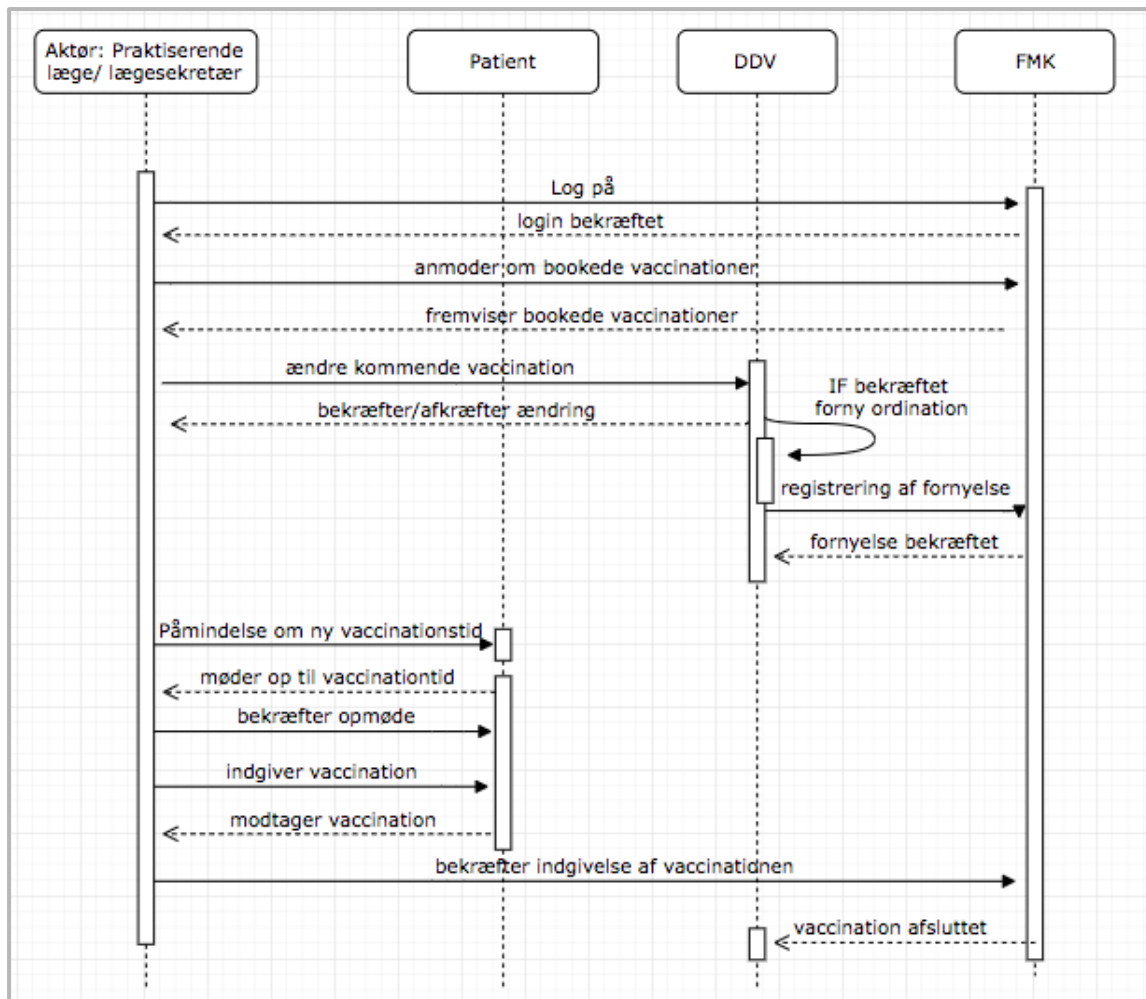 Aktør: Praktiserende
læge/ lægesekretær
Patient
DDV
FMK
Log på
login bekræftet
anmoder om bookede vaccinationer
fremviser bookede vaccinationer
ændre kommende vaccination
IF bekræftet
forny ordination
bekræfter/afkræfter ændring
registrering af fornyelse
fornyelse bekræftet
Påmindelse om ny vaccinationstid
møder op til vaccinationtid
bekræfter opmøde
indgiver vaccination
modtager vaccination
bekræfter indgivelse af vaccinatidnen
vaccination afsluttet